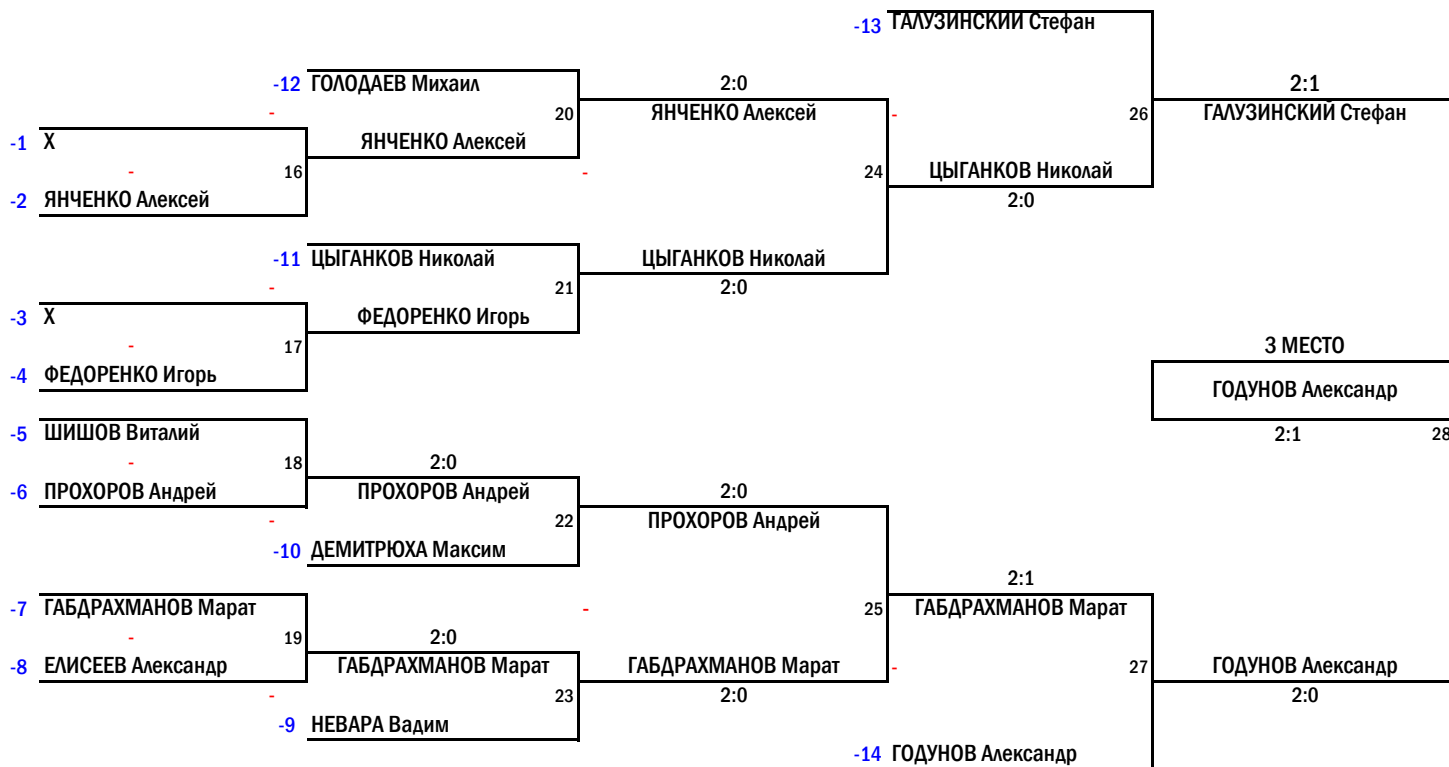 -13 ГАЛУЗИНСКИЙ Стефан
-12 ГОЛОДАЕВ Михаил 2:0 2:1
- 20 ЯНЧЕНКО Алексей - 26 ГАЛУЗИНСКИЙ Стефан
-1 X ЯНЧЕНКО Алексей
- 16 - 24 ЦЫГАНКОВ Николай
-2 ЯНЧЕНКО Алексей 2:0
-11 ЦЫГАНКОВ Николай ЦЫГАНКОВ Николай
- 21 2:0
-3 X ФЕДОРЕНКО Игорь
- 17 3 МЕСТО
-4 ФЕДОРЕНКО Игорь ГОДУНОВ Александр
-5 ШИШОВ Виталий 2:1 28
- 18 2:0
-6 ПРОХОРОВ Андрей ПРОХОРОВ Андрей 2:0
- 22 ПРОХОРОВ Андрей
-10 ДЕМИТРЮХА Максим
2:1
-7 ГАБДРАХМАНОВ Марат - 25 ГАБДРАХМАНОВ Марат
- 19 2:0
-8 ЕЛИСЕЕВ Александр ГАБДРАХМАНОВ Марат ГАБДРАХМАНОВ Марат - 27 ГОДУНОВ Александр
- 23 2:0 2:0
-9 НЕВАРА Вадим
-14 ГОДУНОВ Александр